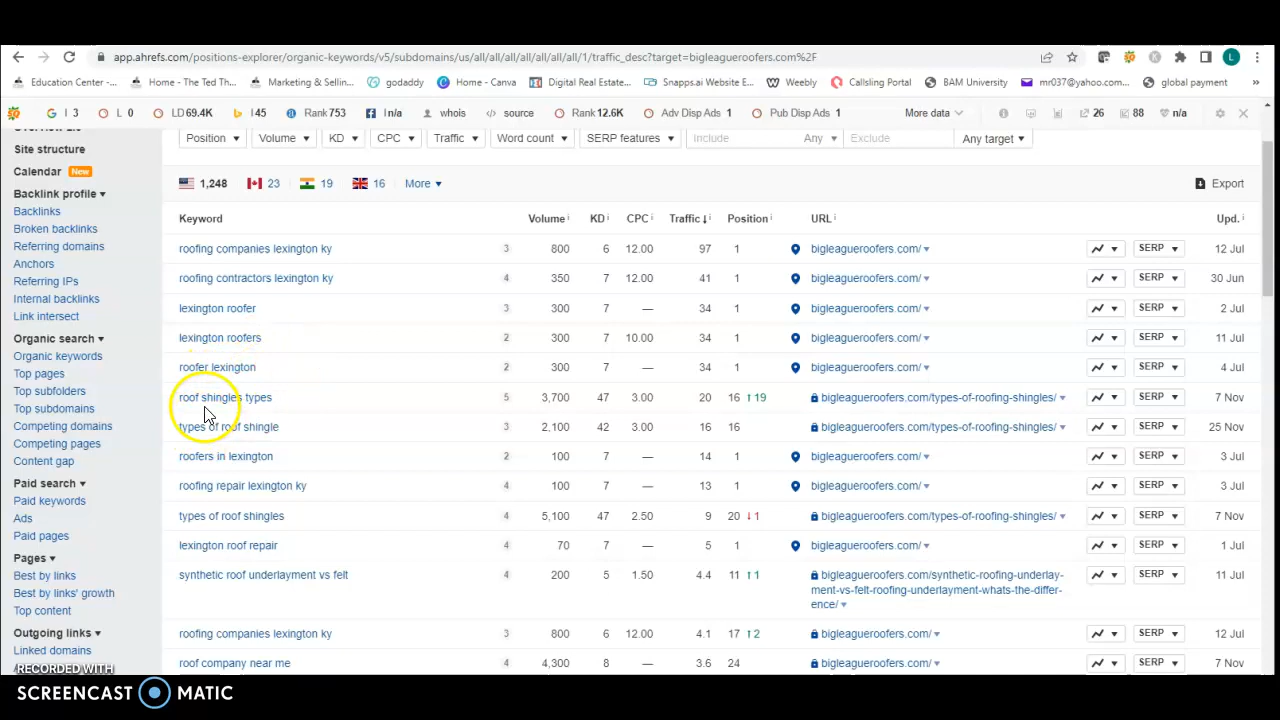 app.ahrefs.com/positions-explorer/organic-keywords/v5/subdomains/us/all/all/all/all/all/all/1/traffic_desc?target=bigleagueroofers.com%2F
Education Center -... Home - The Ted Th... Marketing & Sellin... godaddy Home - Canva Digital Real Estate... Snapps.ai Websites... Weebly Callsling Portal BAM University mr037@yahoo.com... global payment
I 3 L 0 LD 69.4K I 45 Rank 753 I n/a whois source Rank 12.6K Adv Disp Ads 1 Pub Disp Ads 1 More data 26 88 n/a
Site structure
Calendar New
Backlink profile
Backlinks
Broken backlinks
Referring domains
Anchors
Referring IPs
Internal backlinks
Link intersect
Organic search
Organic keywords
Top pages
Top subfolders
Top subdomains
Competing domains
Competing pages
Content gap
Paid search
Paid keywords
Ads
Paid pages
Pages
Best by links
Best by links' growth
Top content
Outgoing links
Linked domains
Position Volume KD CPC Traffic Word count SERP features Include Any Exclude Any target
1,248 23 19 16 More Export
Keyword Volume KD CPC Traffic Position URL Upd.
roofing companies lexington ky 3 800 6 12.00 97 1 bigleagueroofers.com/ SERP 12 Jul
roofing contractors lexington ky 4 350 7 12.00 41 1 bigleagueroofers.com/ SERP 30 Jun
lexington roofer 3 300 7 — 34 1 bigleagueroofers.com/ SERP 2 Jul
lexington roofers 2 300 7 10.00 34 1 bigleagueroofers.com/ SERP 11 Jul
roofer lexington 2 300 7 — 34 1 bigleagueroofers.com/ SERP 4 Jul
roof shingles types 5 3,700 47 3.00 20 16 ↑19 bigleagueroofers.com/types-of-roofing-shingles/ SERP 7 Nov
types of roof shingle 3 2,100 42 3.00 16 16 bigleagueroofers.com/types-of-roofing-shingles/ SERP 25 Nov
roofers in lexington 2 100 7 — 14 1 bigleagueroofers.com/ SERP 3 Jul
roofing repair lexington ky 4 100 7 — 13 1 bigleagueroofers.com/ SERP 3 Jul
types of roof shingles 4 5,100 47 2.50 9 20 ↓1 bigleagueroofers.com/types-of-roofing-shingles/ SERP 7 Nov
lexington roof repair 4 70 7 — 5 1 bigleagueroofers.com/ SERP 1 Jul
synthetic roof underlayment vs felt 4 200 5 1.50 4.4 11 ↑1 bigleagueroofers.com/synthetic-roofing-underlay- SERP 11 Jul
ment-vs-felt-roofing-underlayment-whats-the-differ-
ence/
roofing companies lexington ky 3 800 6 12.00 4.1 17 ↑2 bigleagueroofers.com/ SERP 12 Jul
roof company near me 4 4,300 8 — 3.6 24 bigleagueroofers.com/ SERP 7 Nov
RECORDED WITH
SCREENCAST MATIC